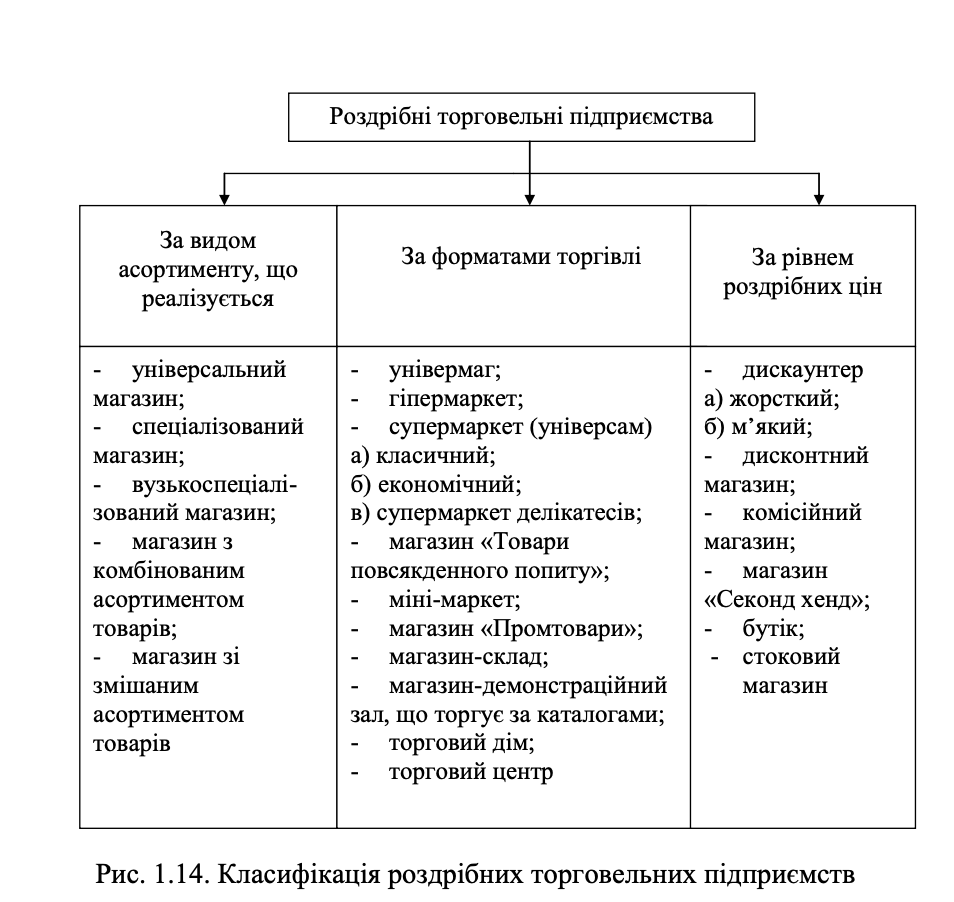 Роздрібні торговельні підприємства
За видом
асортименту, що
реалізується
За форматами торгівлі
За рівнем
роздрібних цін
- універсальний
магазин;
- спеціалізований
магазин;
- вузькоспеціалі-
зований магазин;
- магазин з
комбінованим
асортиментом
товарів;
- магазин зі
змішаним
асортиментом
товарів
- універмаг;
- гіпермаркет;
- супермаркет (універсам)
а) класичний;
б) економічний;
в) супермаркет делікатесів;
- магазин «Товари
повсякденного попиту»;
- міні-маркет;
- магазин «Промтовари»;
- магазин-склад;
- магазин-демонстраційний
зал, що торгує за каталогами;
- торговий дім;
- торговий центр
- дискаунтер
а) жорсткий;
б) м’який;
- дисконтний
магазин;
- комісійний
магазин;
- магазин
«Секонд хенд»;
- бутік;
- стоковий
магазин
Рис. 1.14. Класифікація роздрібних торговельних підприємств